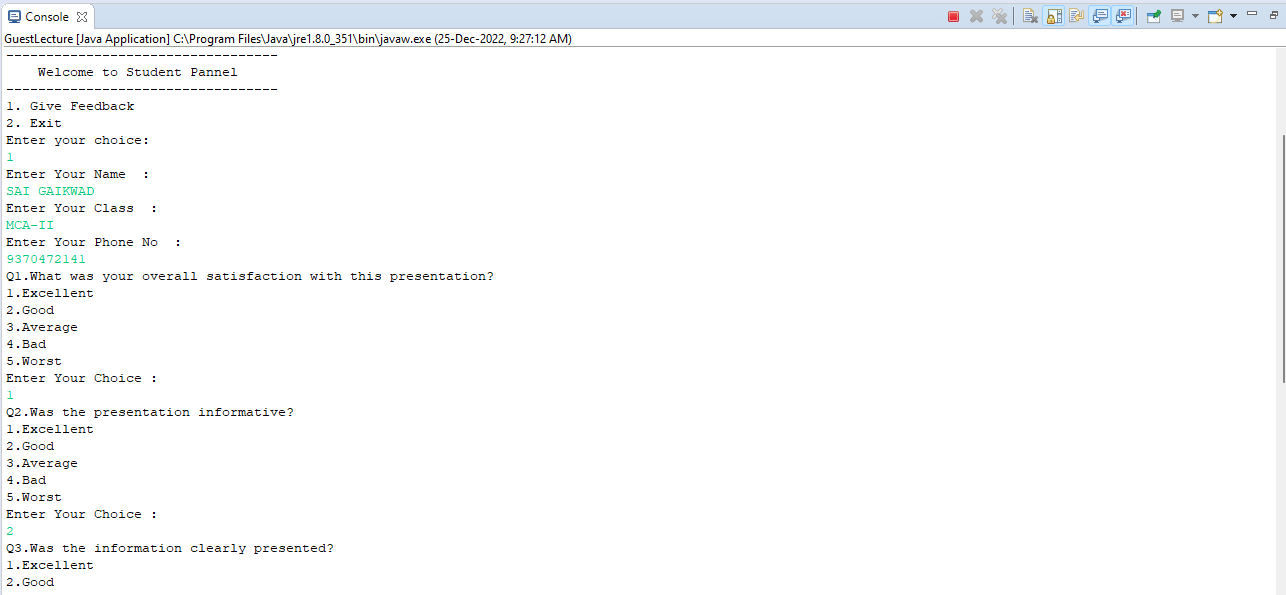 Console
GuestLecture [Java Application] C:\Program Files\Java\jre1.8.0_351\bin\javaw.exe (25-Dec-2022, 9:27:12 AM)
----------------------------------
    Welcome to Student Pannel
----------------------------------
1. Give Feedback
2. Exit
Enter your choice:
1
Enter Your Name  :
SAI GAIKWAD
Enter Your Class  :
MCA-II
Enter Your Phone No  :
9370472141
Q1.What was your overall satisfaction with this presentation?
1.Excellent
2.Good
3.Average
4.Bad
5.Worst
Enter Your Choice :
1
Q2.Was the presentation informative?
1.Excellent
2.Good
3.Average
4.Bad
5.Worst
Enter Your Choice :
2
Q3.Was the information clearly presented?
1.Excellent
2.Good